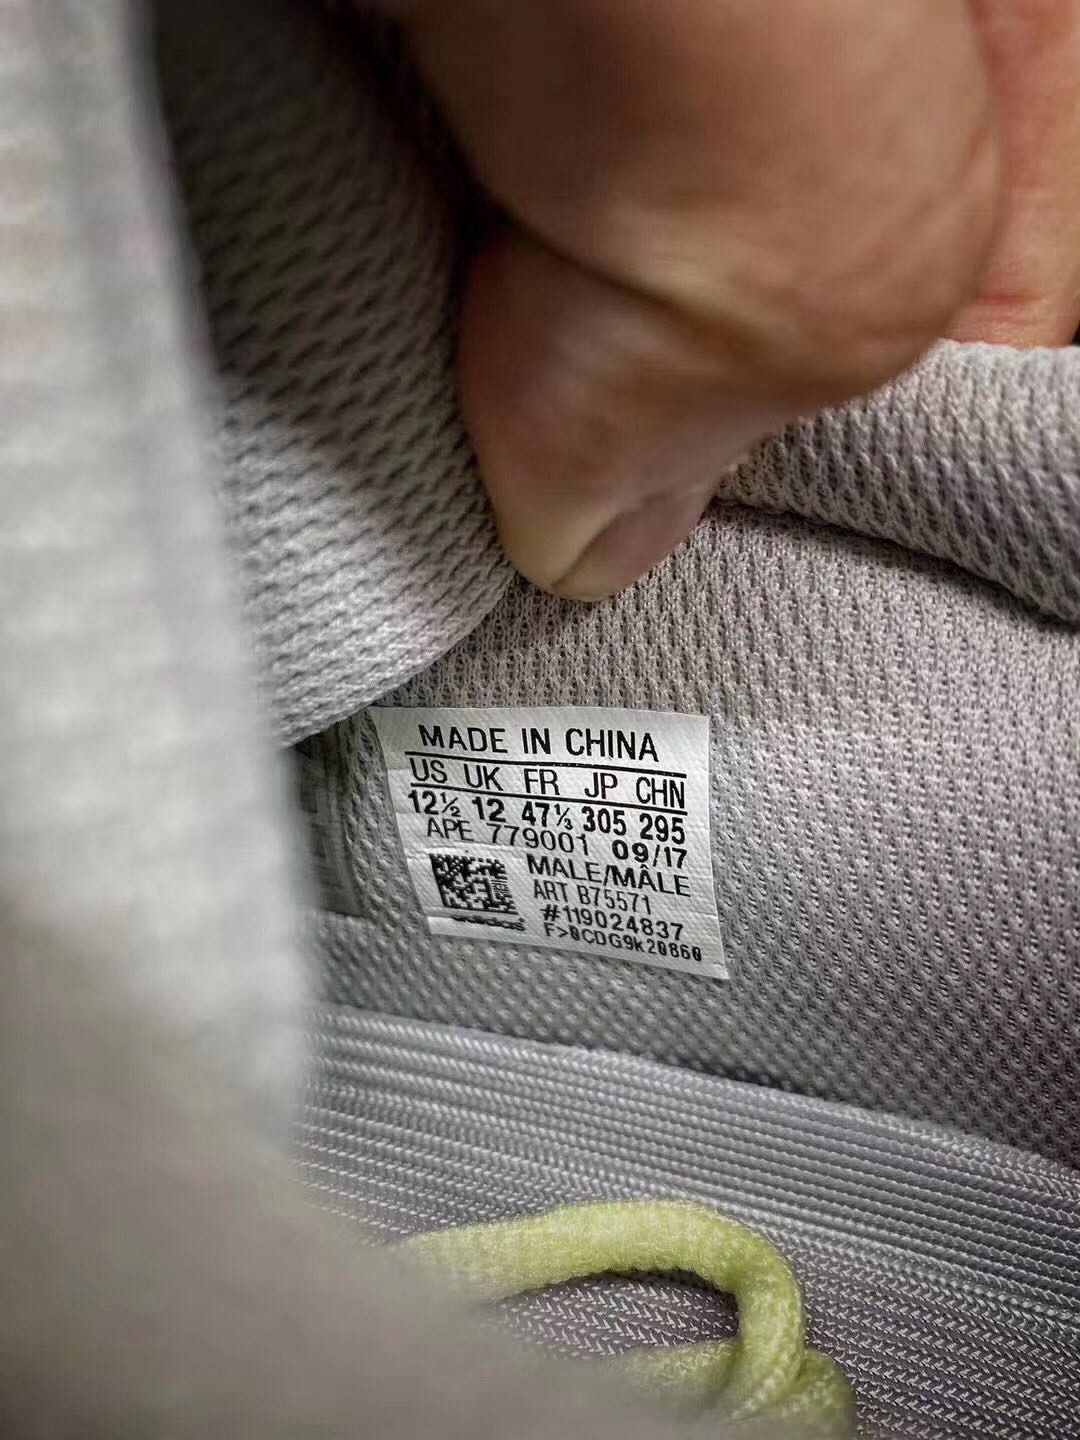 MADE IN CHINA
US UK FR JP CHN
12½ 12 47⅓ 305 295
APE 779001 09/17
MALE/MÂLE
ART B75571
#119024837
F>0CDG9k20860
adidas